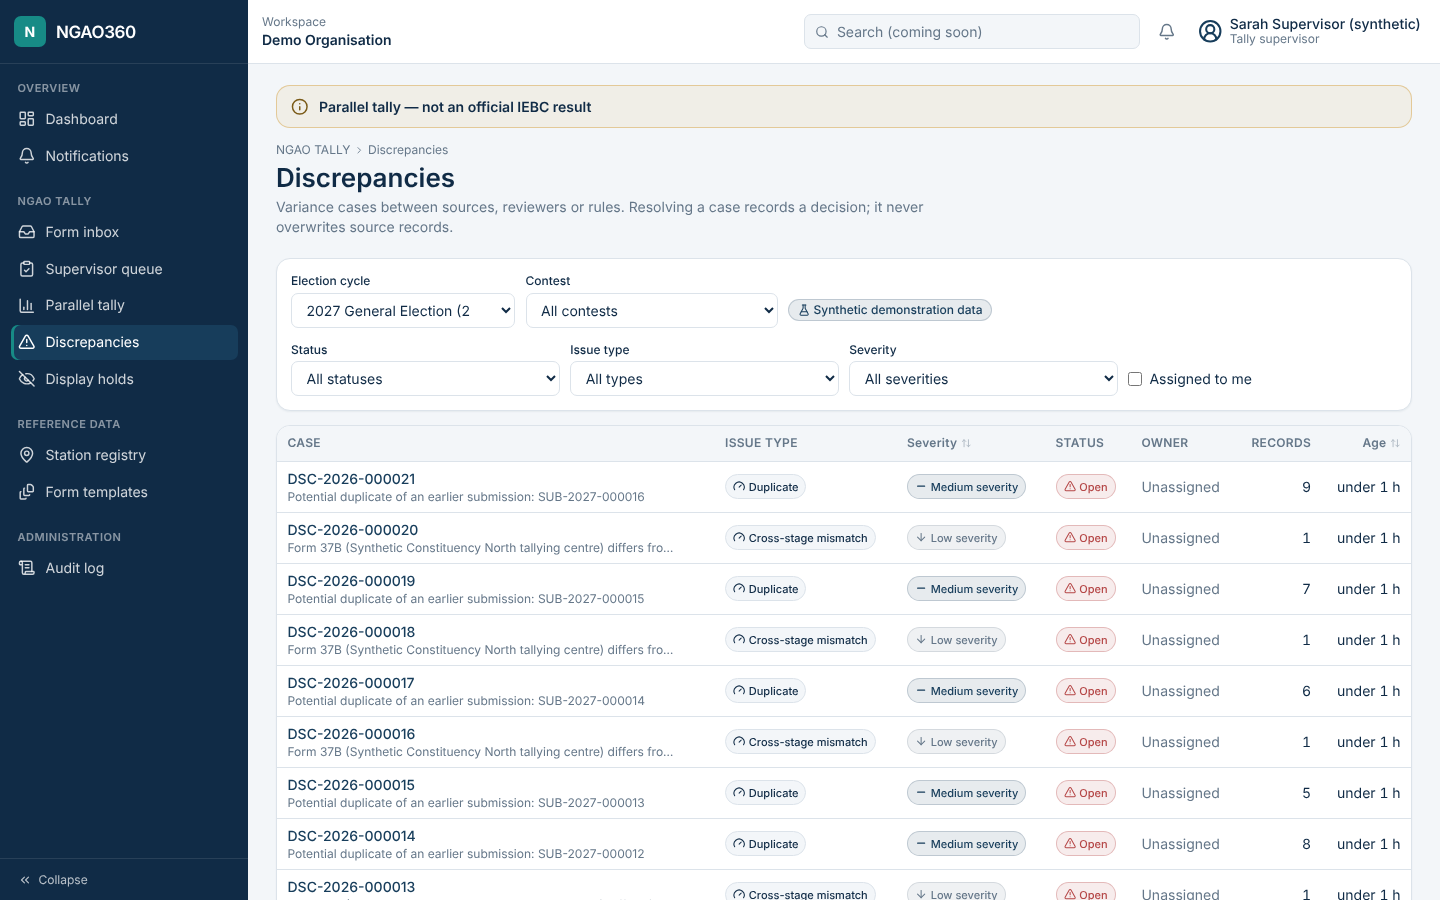 N NGAO360
Workspace
Demo Organisation
Search (coming soon)
Sarah Supervisor (synthetic)
Tally supervisor
OVERVIEW
Dashboard
Notifications
NGAO TALLY
Form inbox
Supervisor queue
Parallel tally
Discrepancies
Display holds
REFERENCE DATA
Station registry
Form templates
ADMINISTRATION
Audit log
Collapse
Parallel tally — not an official IEBC result
NGAO TALLY > Discrepancies
Discrepancies
Variance cases between sources, reviewers or rules. Resolving a case records a decision; it never
overwrites source records.
Election cycle Contest
2027 General Election (2 All contests Synthetic demonstration data
Status Issue type Severity
All statuses All types All severities Assigned to me
CASE ISSUE TYPE Severity STATUS OWNER RECORDS Age
DSC-2026-000021
Potential duplicate of an earlier submission: SUB-2027-000016
Duplicate Medium severity Open Unassigned 9 under 1 h
DSC-2026-000020
Form 37B (Synthetic Constituency North tallying centre) differs fro...
Cross-stage mismatch Low severity Open Unassigned 1 under 1 h
DSC-2026-000019
Potential duplicate of an earlier submission: SUB-2027-000015
Duplicate Medium severity Open Unassigned 7 under 1 h
DSC-2026-000018
Form 37B (Synthetic Constituency North tallying centre) differs fro...
Cross-stage mismatch Low severity Open Unassigned 1 under 1 h
DSC-2026-000017
Potential duplicate of an earlier submission: SUB-2027-000014
Duplicate Medium severity Open Unassigned 6 under 1 h
DSC-2026-000016
Form 37B (Synthetic Constituency North tallying centre) differs fro...
Cross-stage mismatch Low severity Open Unassigned 1 under 1 h
DSC-2026-000015
Potential duplicate of an earlier submission: SUB-2027-000013
Duplicate Medium severity Open Unassigned 5 under 1 h
DSC-2026-000014
Potential duplicate of an earlier submission: SUB-2027-000012
Duplicate Medium severity Open Unassigned 8 under 1 h
DSC-2026-000013
Cross-stage mismatch Low severity Open Unassigned 1 under 1 h